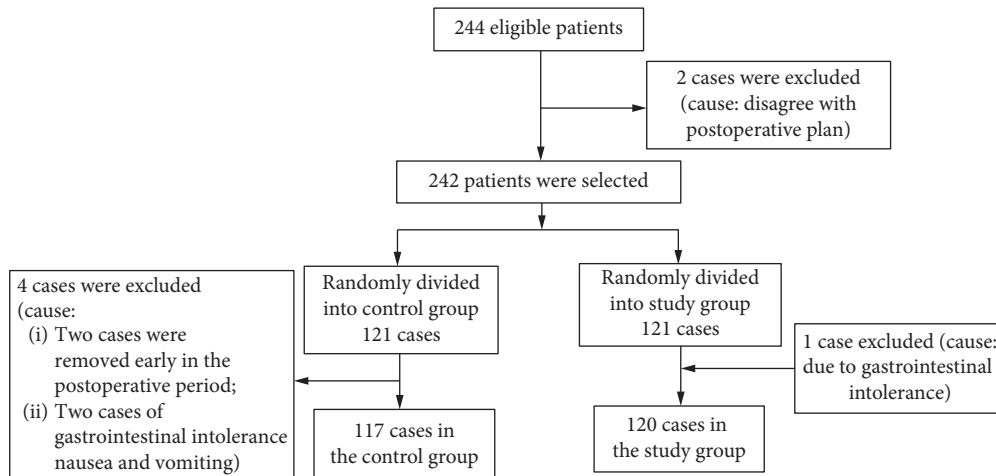 244 eligible patients
2 cases were excluded
(cause: disagree with
postoperative plan)
242 patients were selected
4 cases were excluded
(cause:
(i) Two cases were
removed early in the
postoperative period;
(ii) Two cases of
gastrointestinal intolerance
nausea and vomiting)
Randomly divided
into control group
121 cases
Randomly divided
into study group
121 cases
1 case excluded (cause:
due to gastrointestinal
intolerance)
117 cases in
the control group
120 cases in
the study group